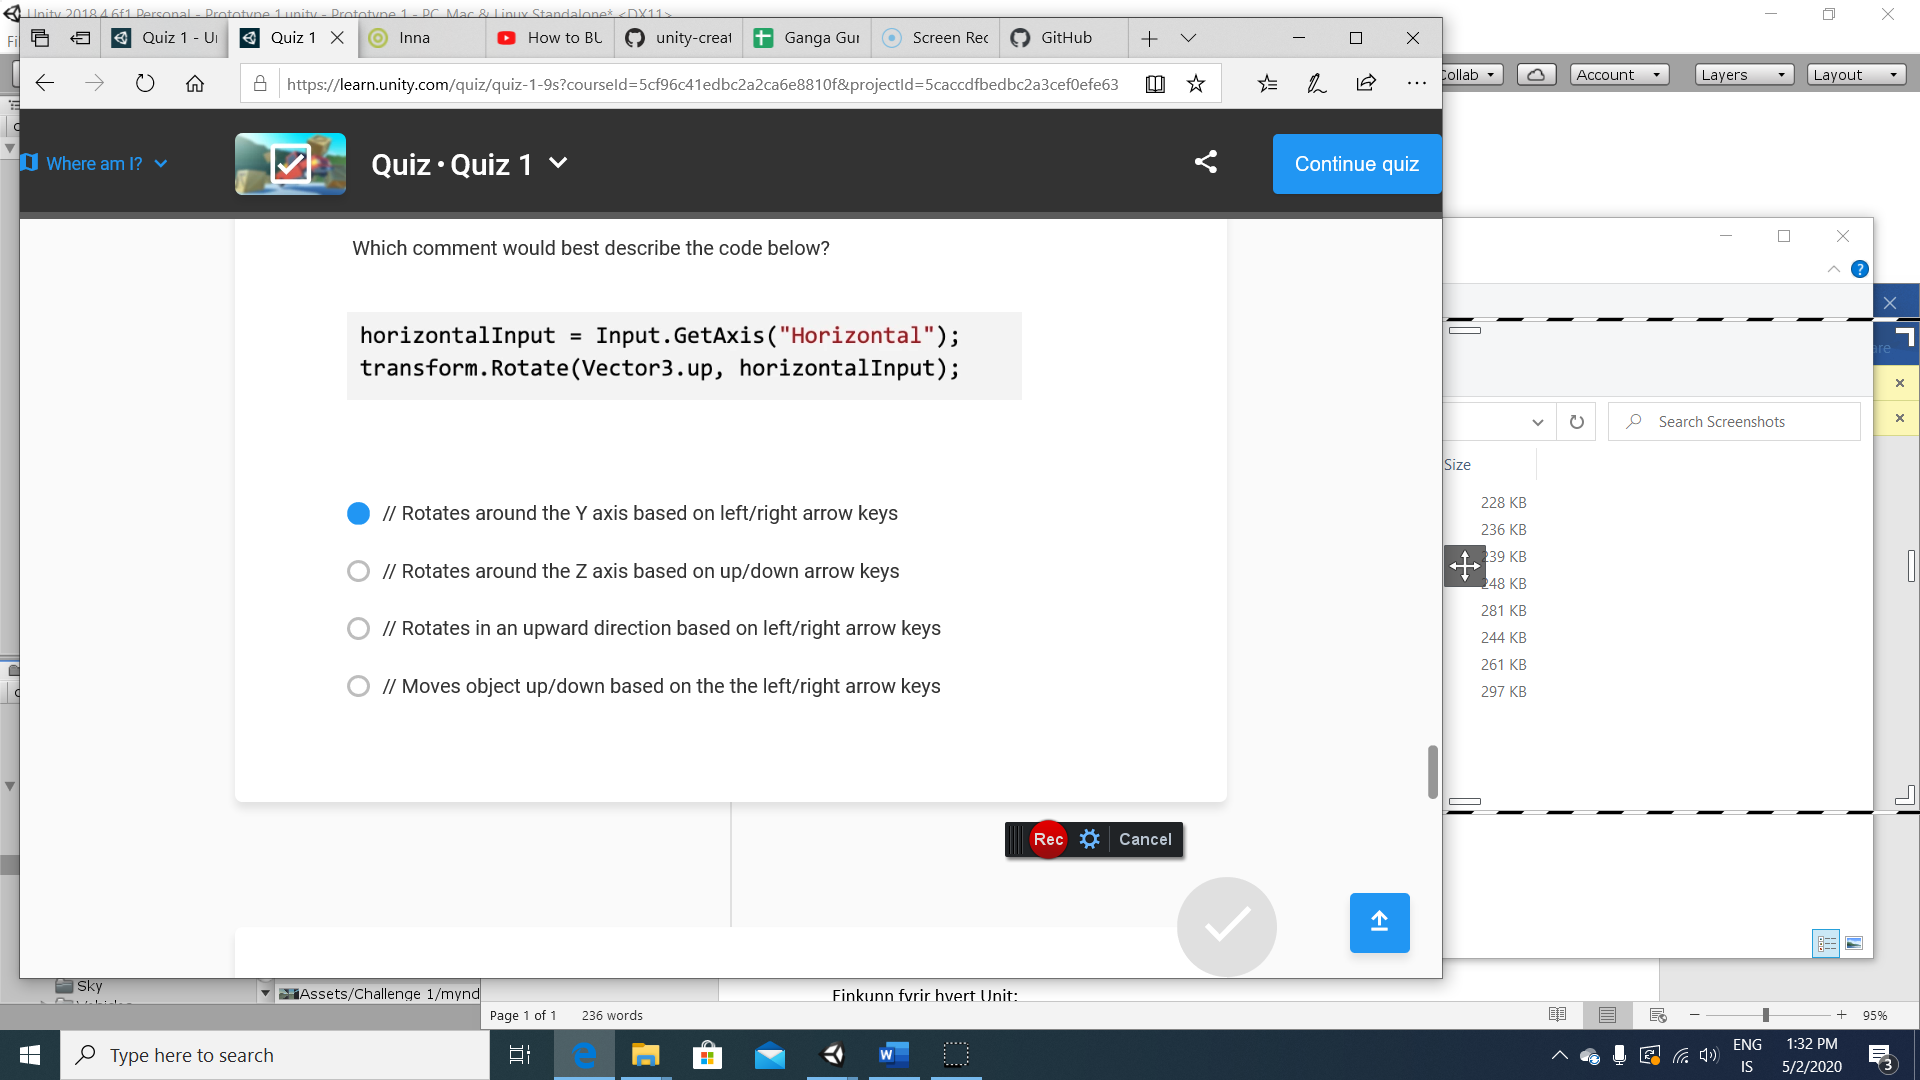 Unity 2018.4.6f1 Personal - Prototype 1.unity - Prototype 1 - PC, Mac & Linux Standalone* <DX11>
Quiz 1 - Ur
Quiz 1
Inna
How to BU
unity-creat
Ganga Gur
Screen Rec
GitHub
https://learn.unity.com/quiz/quiz-1-9s?courseId=5cf96c41edbc2a2ca6e8810f&projectId=5caccdfbedbc2a3cef0efe63
Collab
Account
Layers
Layout
Where am I?
Quiz · Quiz 1
Continue quiz
Which comment would best describe the code below?
horizontalInput = Input.GetAxis("Horizontal");
transform.Rotate(Vector3.up, horizontalInput);
// Rotates around the Y axis based on left/right arrow keys
// Rotates around the Z axis based on up/down arrow keys
// Rotates in an upward direction based on left/right arrow keys
// Moves object up/down based on the the left/right arrow keys
Search Screenshots
Size
228 KB
236 KB
239 KB
248 KB
281 KB
244 KB
261 KB
297 KB
Rec
Cancel
Sky
Assets/Challenge 1/mynd
Einkunn fyrir hvert Unit:
Page 1 of 1
236 words
95%
Type here to search
ENG
IS
1:32 PM
5/2/2020
3